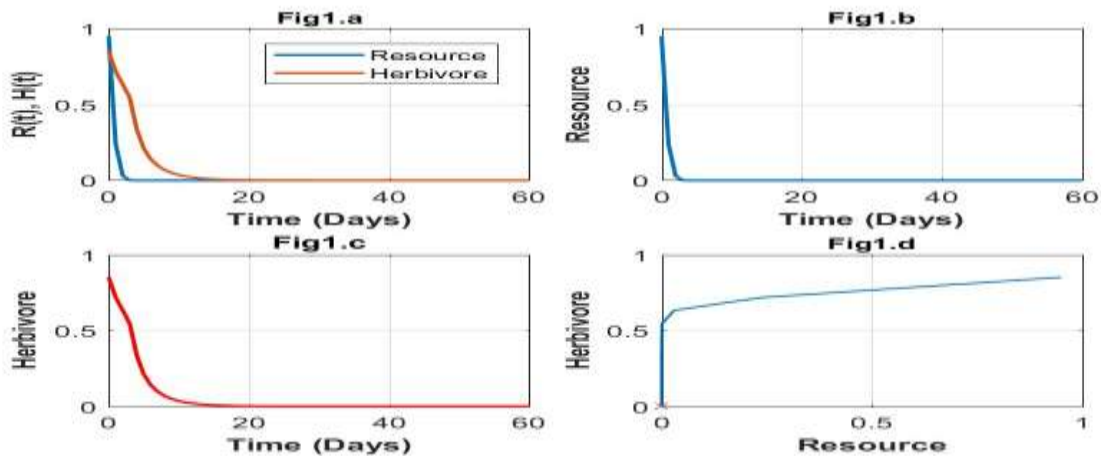 Fig1.a
1
0.5
0
R(t), H(t)
Resource
Herbivore
0 20 40 60
Time (Days)
Fig1.b
1
0.5
0
Resource
0 20 40 60
Time (Days)
Fig1.c
1
0.5
0
Herbivore
0 20 40 60
Time (Days)
Fig1.d
1
0.5
0
Herbivore
0 0.5 1
Resource